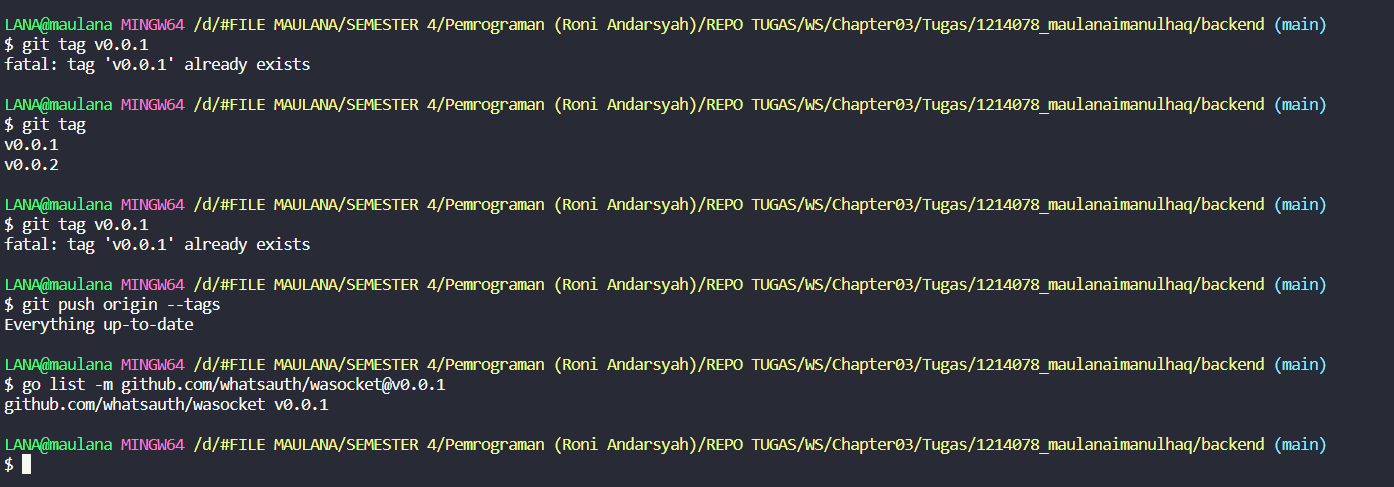 LANA@maulana MINGW64 /d/#FILE MAULANA/SEMESTER 4/Pemrograman (Roni Andarsyah)/REPO TUGAS/WS/Chapter03/Tugas/1214078_maulanaimanulhaq/backend (main)
$ git tag v0.0.1
fatal: tag 'v0.0.1' already exists
LANA@maulana MINGW64 /d/#FILE MAULANA/SEMESTER 4/Pemrograman (Roni Andarsyah)/REPO TUGAS/WS/Chapter03/Tugas/1214078_maulanaimanulhaq/backend (main)
$ git tag
v0.0.1
v0.0.2
LANA@maulana MINGW64 /d/#FILE MAULANA/SEMESTER 4/Pemrograman (Roni Andarsyah)/REPO TUGAS/WS/Chapter03/Tugas/1214078_maulanaimanulhaq/backend (main)
$ git tag v0.0.1
fatal: tag 'v0.0.1' already exists
LANA@maulana MINGW64 /d/#FILE MAULANA/SEMESTER 4/Pemrograman (Roni Andarsyah)/REPO TUGAS/WS/Chapter03/Tugas/1214078_maulanaimanulhaq/backend (main)
$ git push origin --tags
Everything up-to-date
LANA@maulana MINGW64 /d/#FILE MAULANA/SEMESTER 4/Pemrograman (Roni Andarsyah)/REPO TUGAS/WS/Chapter03/Tugas/1214078_maulanaimanulhaq/backend (main)
$ go list -m github.com/whatsauth/wasocket@v0.0.1
github.com/whatsauth/wasocket v0.0.1
LANA@maulana MINGW64 /d/#FILE MAULANA/SEMESTER 4/Pemrograman (Roni Andarsyah)/REPO TUGAS/WS/Chapter03/Tugas/1214078_maulanaimanulhaq/backend (main)
$